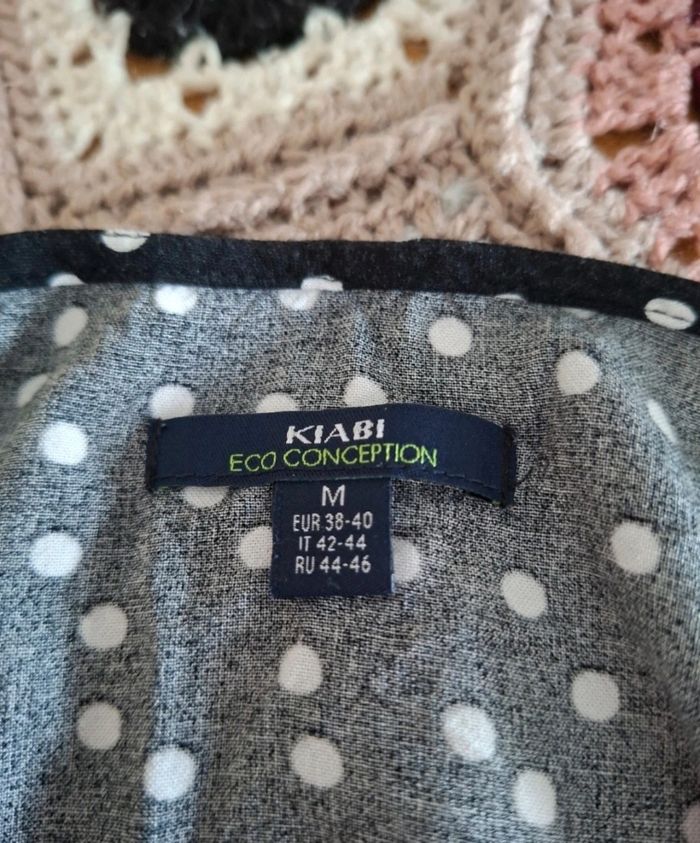 KIABI
ECO CONCEPTION
M
EUR 38-40
IT 42-44
RU 44-46